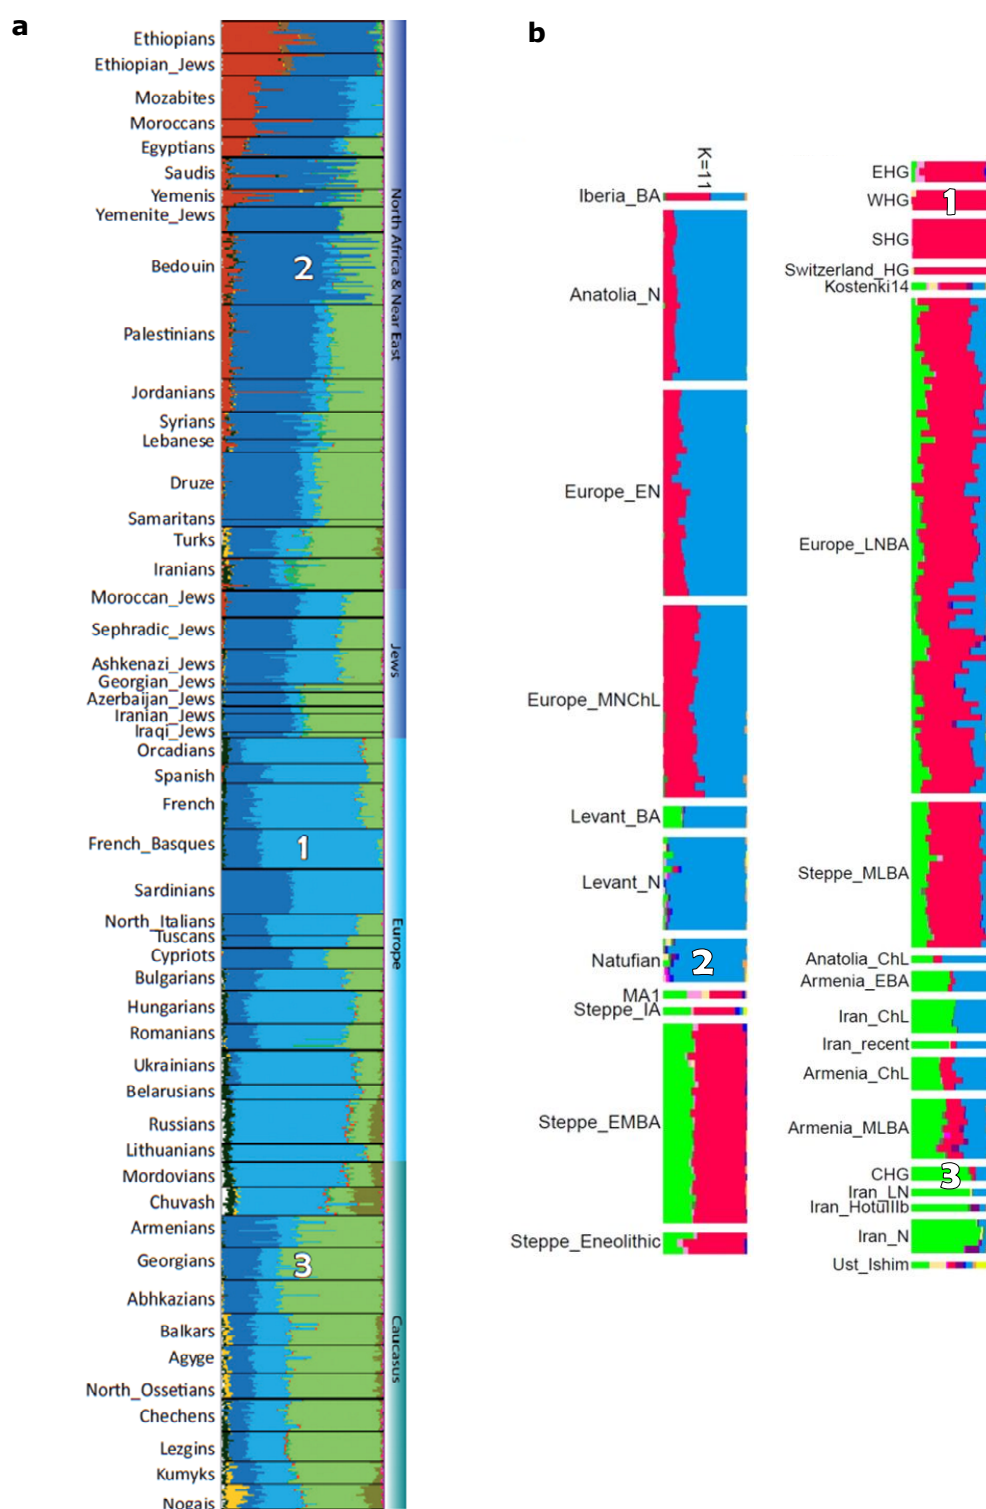 a
Ethiopians
Ethiopian_Jews
Mozabites
Moroccans
Egyptians
Saudis
Yemenis
Yemenite_Jews
Bedouin
Palestinians
Jordanians
Syrians
Lebanese
Druze
Samaritans
Turks
Iranians
Moroccan_Jews
Sephradic_Jews
Ashkenazi_Jews
Georgian_Jews
Azerbaijan_Jews
Iranian_Jews
Iraqi_Jews
Orcadians
Spanish
French
French_Basques
Sardinians
North_Italians
Tuscans
Cypriots
Bulgarians
Hungarians
Romanians
Ukrainians
Belarusians
Russians
Lithuanians
Mordovians
Chuvash
Armenians
Georgians
Abhkazians
Balkars
Agyge
North_Ossetians
Chechens
Lezgins
Kumyks
Nogais
2
1
3
North Africa & Near East
Jews
Europe
Caucasus
b
K=11
Iberia_BA
Anatolia_N
Europe_EN
Europe_MNChL
Levant_BA
Levant_N
Natufian
2
MA1
Steppe_IA
Steppe_EMBA
Steppe_Eneolithic
EHG
WHG
1
SHG
Switzerland_HG
Kostenki14
Europe_LNBA
Steppe_MLBA
Anatolia_ChL
Armenia_EBA
Iran_ChL
Iran_recent
Armenia_ChL
Armenia_MLBA
CHG
3
Iran_LN
Iran_HotuIIIb
Iran_N
Ust_Ishim